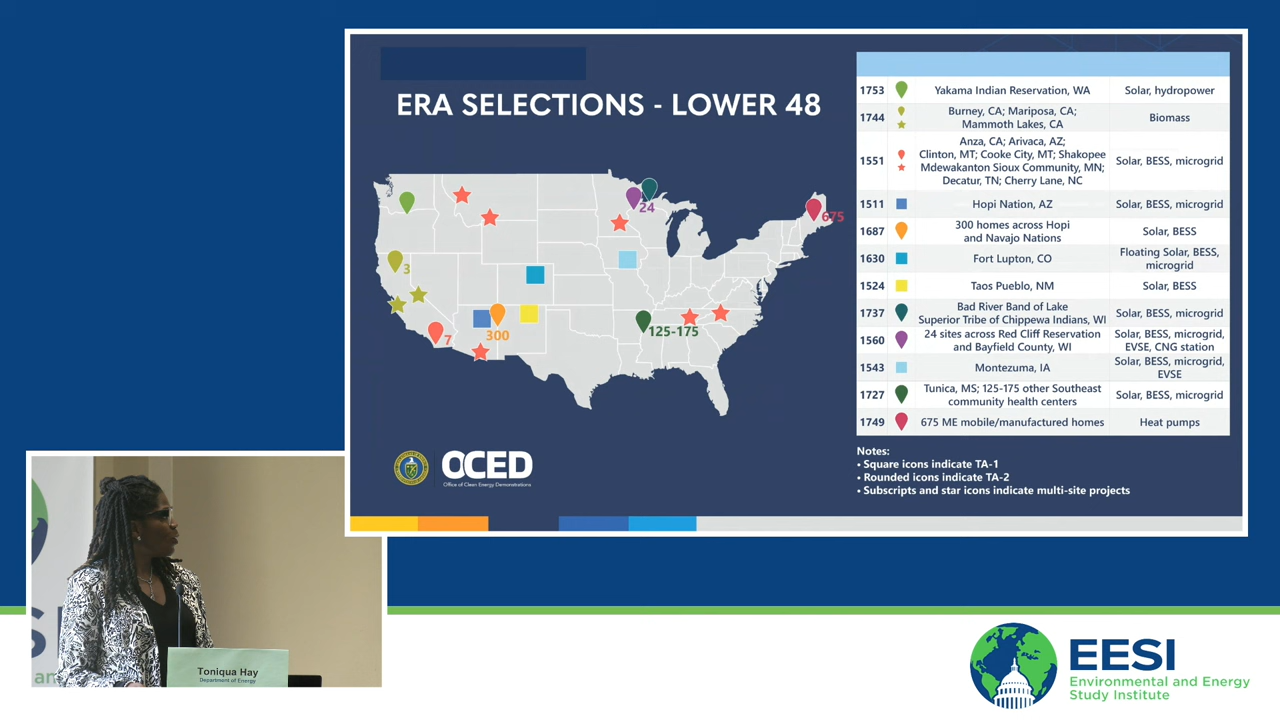 ERA SELECTIONS - LOWER 48
24
675
3
7
300
125-175
1753 Yakama Indian Reservation, WA Solar, hydropower
1744 Burney, CA; Mariposa, CA; Biomass
Mammoth Lakes, CA
1551 Anza, CA; Arivaca, AZ; Solar, BESS, microgrid
Clinton, MT; Cooke City, MT; Shakopee
Mdewakanton Sioux Community, MN;
Decatur, TN; Cherry Lane, NC
1511 Hopi Nation, AZ Solar, BESS, microgrid
1687 300 homes across Hopi Solar, BESS
and Navajo Nations
1630 Fort Lupton, CO Floating Solar, BESS,
microgrid
1524 Taos Pueblo, NM Solar, BESS
1737 Bad River Band of Lake Solar, BESS, microgrid
Superior Tribe of Chippewa Indians, WI
1560 24 sites across Red Cliff Reservation Solar, BESS, microgrid,
and Bayfield County, WI EVSE, CNG station
1543 Montezuma, IA Solar, BESS, microgrid,
EVSE
1727 Tunica, MS; 125-175 other Southeast Solar, BESS, microgrid
community health centers
1749 675 ME mobile/manufactured homes Heat pumps
Notes:
• Square icons indicate TA-1
• Rounded icons indicate TA-2
• Subscripts and star icons indicate multi-site projects
OCED
Office of Clean Energy Demonstrations
Toniqua Hay
Department of Energy
EESI
Environmental and Energy
Study Institute